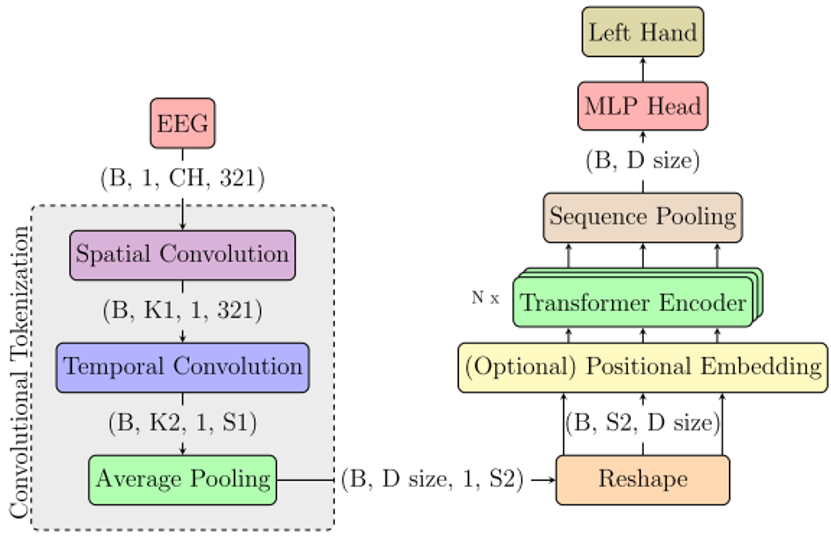 EEG
(B, 1, CH, 321)
Convolutional Tokenization
Spatial Convolution
(B, K1, 1, 321)
Temporal Convolution
(B, K2, 1, S1)
Average Pooling
(B, D size, 1, S2)
Reshape
(B, S2, D size)
(Optional) Positional Embedding
N x
Transformer Encoder
Sequence Pooling
(B, D size)
MLP Head
Left Hand